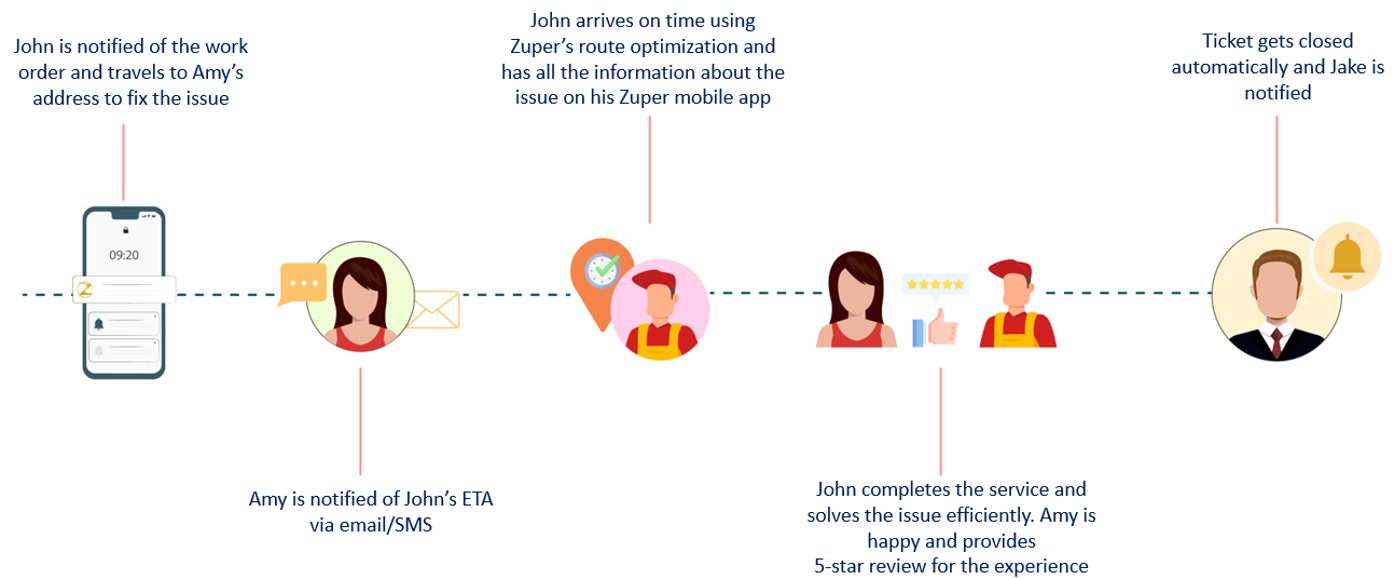 John is notified of the work
order and travels to Amy’s
address to fix the issue
09:20
Z
Amy is notified of John’s ETA
via email/SMS
John arrives on time using
Zuper’s route optimization and
has all the information about the
issue on his Zuper mobile app
John completes the service and
solves the issue efficiently. Amy is
happy and provides
5-star review for the experience
Ticket gets closed
automatically and Jake is
notified